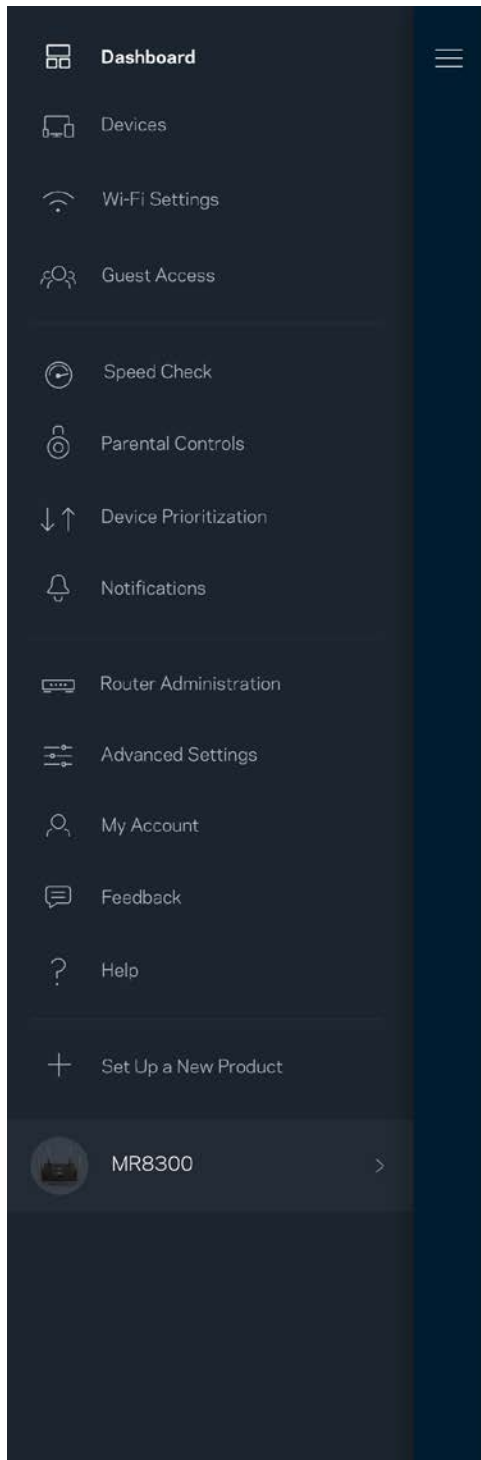 Dashboard
Devices
Wi-Fi Settings
Guest Access
Speed Check
Parental Controls
Device Prioritization
Notifications
Router Administration
Advanced Settings
My Account
Feedback
Help
Set Up a New Product
MR8300